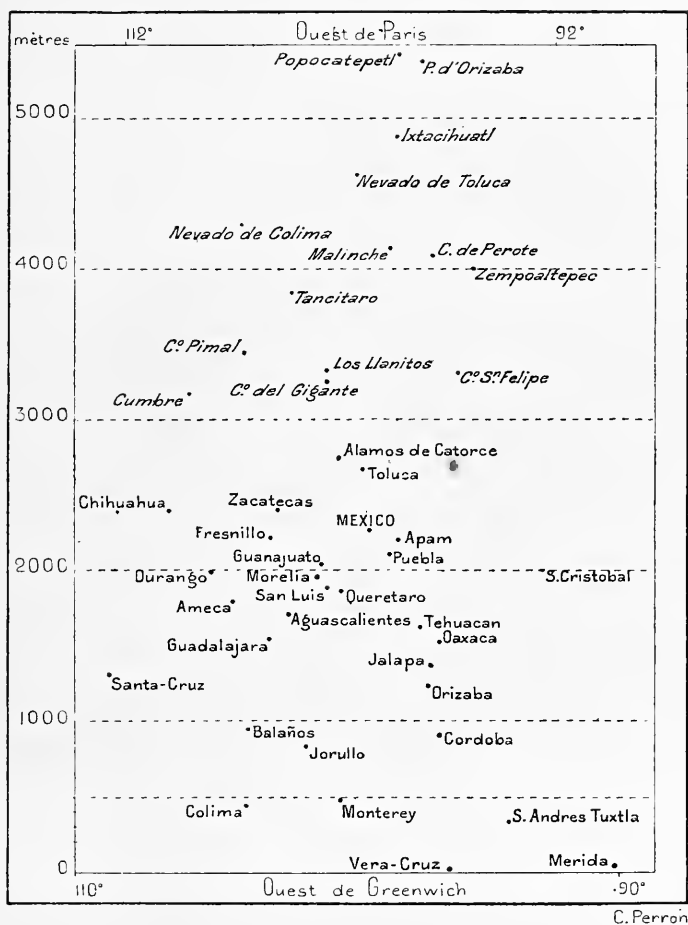 mètres 112° Ouest de Paris 92°
Popocatepetl P. d'Orizaba
5000
Ixtacihuatl
Nevado de Toluca
Nevado de Colima
Malinche C. de Perote
4000 Zempoaltepec
Tancitaro
Cº Pimal
Los Llanitos
Cº del Gigante Cº Sn Felipe
Cumbre
3000
Alamos de Catorce
Toluca
Chihuahua Zacatecas
MEXICO
Fresnillo Apam
Guanajuato Puebla
2000 Durango Morelia S. Cristobal
San Luis Queretaro
Ameca
Aguascalientes Tehuacan
Oaxaca
Guadalajara
Jalapa
Santa-Cruz
Orizaba
1000
Balaños Cordoba
Jorullo
Colima Monterey S. Andres Tuxtla
0 Vera-Cruz Merida
110° Ouest de Greenwich 90°
C. Perron